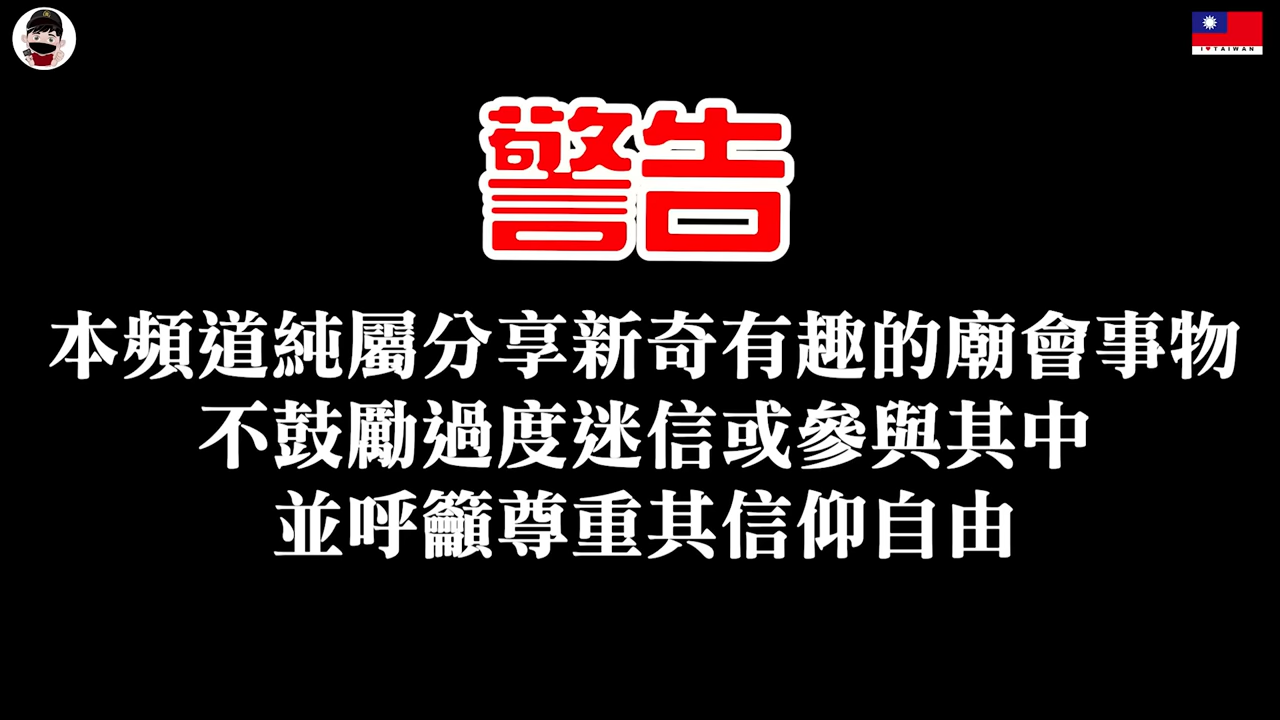 I♥TAIWAN
警告
本頻道純屬分享新奇有趣的廟會事物
不鼓勵過度迷信或參與其中
並呼籲尊重其信仰自由